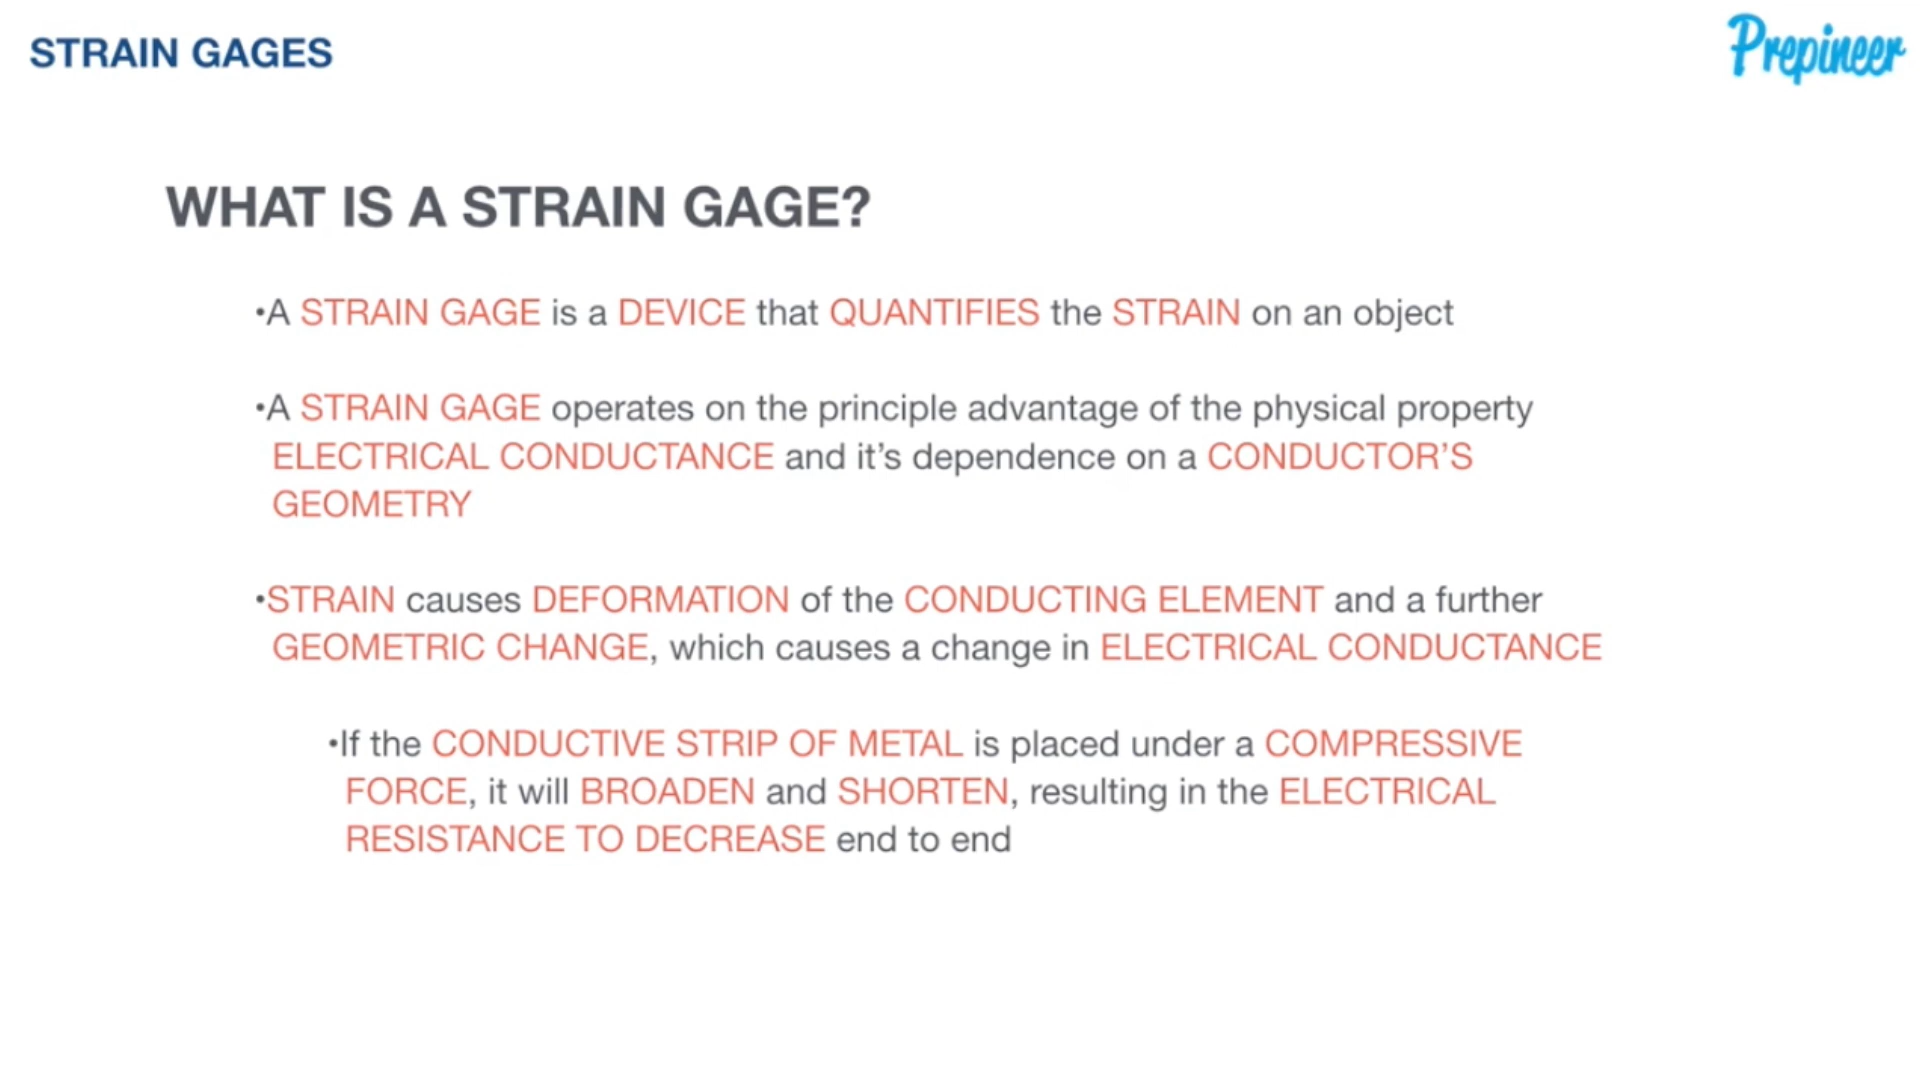 STRAIN GAGES
Prepineer
WHAT IS A STRAIN GAGE?
•A STRAIN GAGE is a DEVICE that QUANTIFIES the STRAIN on an object
•A STRAIN GAGE operates on the principle advantage of the physical property
ELECTRICAL CONDUCTANCE and it’s dependence on a CONDUCTOR’S
GEOMETRY
•STRAIN causes DEFORMATION of the CONDUCTING ELEMENT and a further
GEOMETRIC CHANGE, which causes a change in ELECTRICAL CONDUCTANCE
•If the CONDUCTIVE STRIP OF METAL is placed under a COMPRESSIVE
FORCE, it will BROADEN and SHORTEN, resulting in the ELECTRICAL
RESISTANCE TO DECREASE end to end